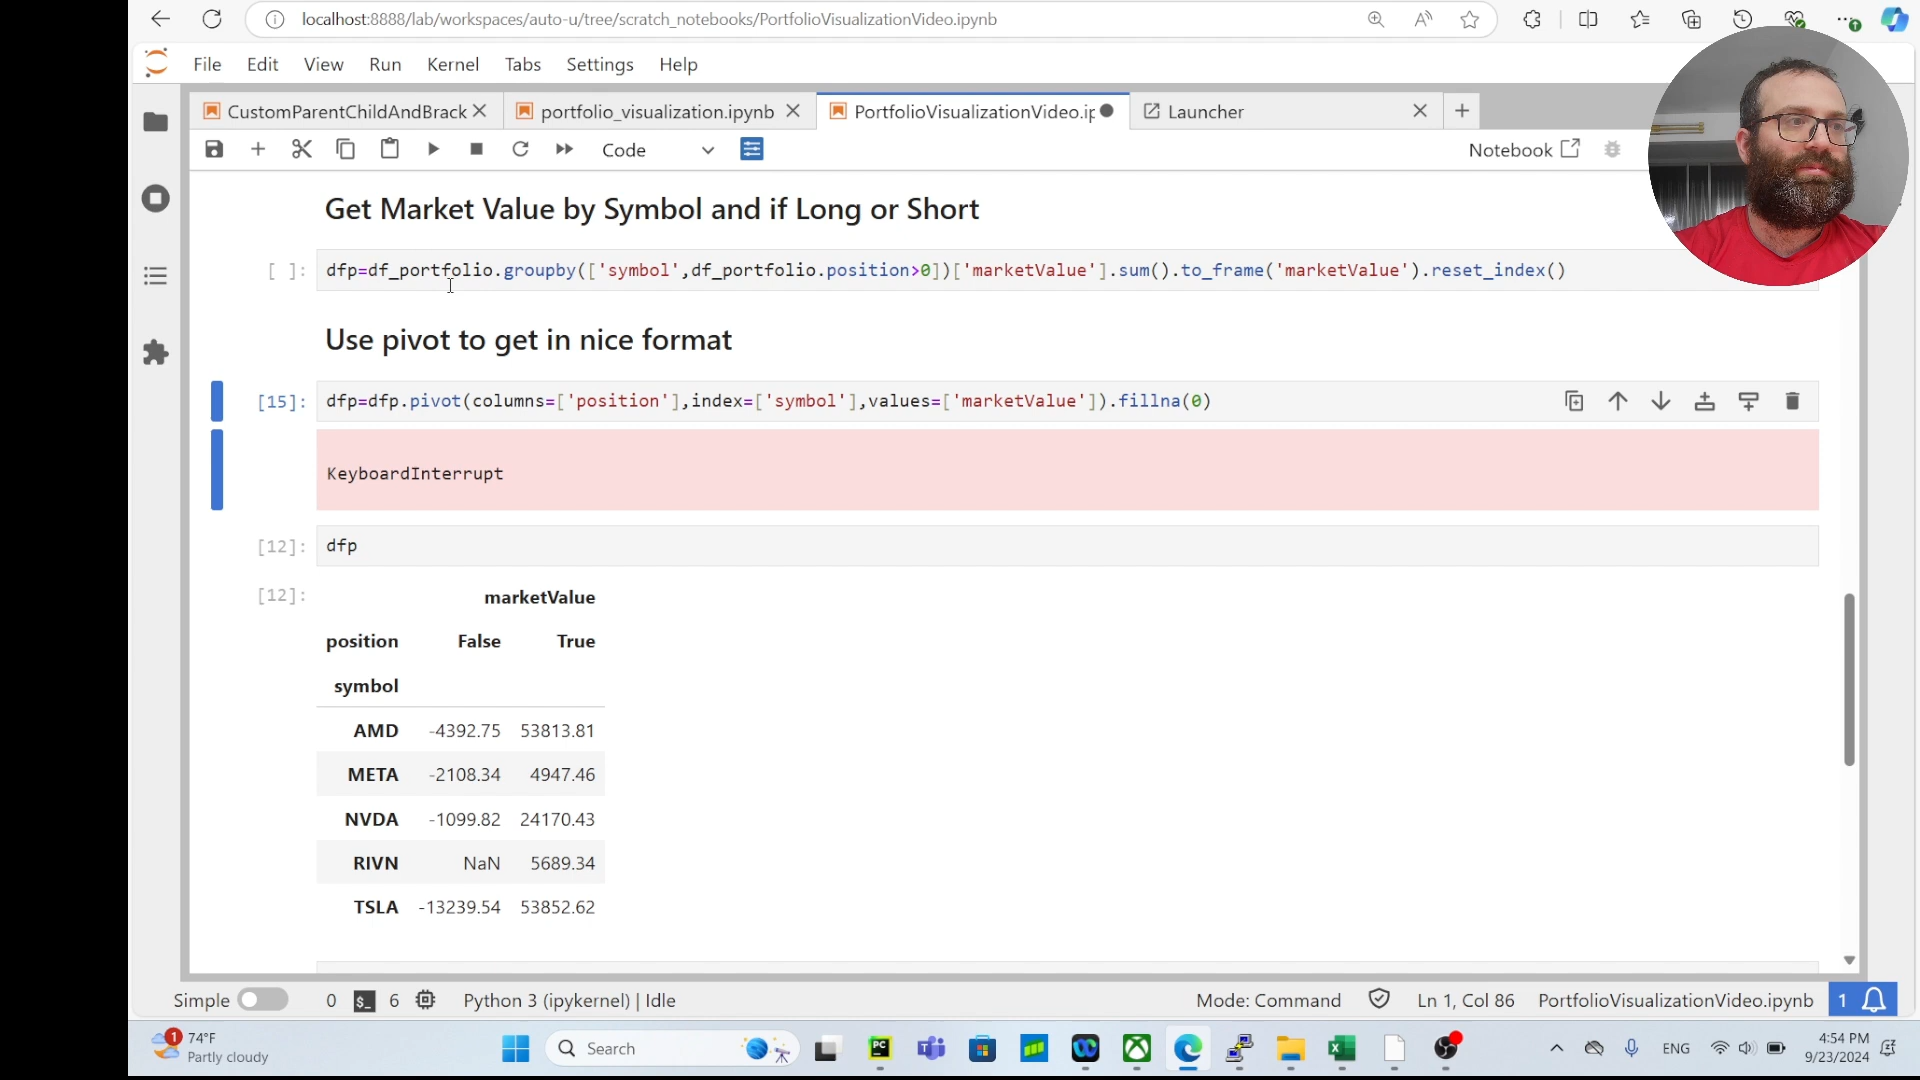 localhost:8888/lab/workspaces/auto-u/tree/scratch_notebooks/PortfolioVisualizationVideo.ipynb
File Edit View Run Kernel Tabs Settings Help
CustomParentChildAndBrack
portfolio_visualization.ipynb
PortfolioVisualizationVideo.ip
Launcher
Code
Notebook
Get Market Value by Symbol and if Long or Short
[ ]: dfp=df_portfolio.groupby(['symbol',df_portfolio.position>0])['marketValue'].sum().to_frame('marketValue').reset_index()
Use pivot to get in nice format
[15]: dfp=dfp.pivot(columns=['position'],index=['symbol'],values=['marketValue']).fillna(0)
KeyboardInterrupt
[12]: dfp
[12]: marketValue
position False True
symbol
AMD -4392.75 53813.81
META -2108.34 4947.46
NVDA -1099.82 24170.43
RIVN NaN 5689.34
TSLA -13239.54 53852.62
Simple 0 $_ 6 Python 3 (ipykernel) | Idle Mode: Command Ln 1, Col 86 PortfolioVisualizationVideo.ipynb 1
1 74°F
Partly cloudy
Search
PC
ENG
4:54 PM
9/23/2024